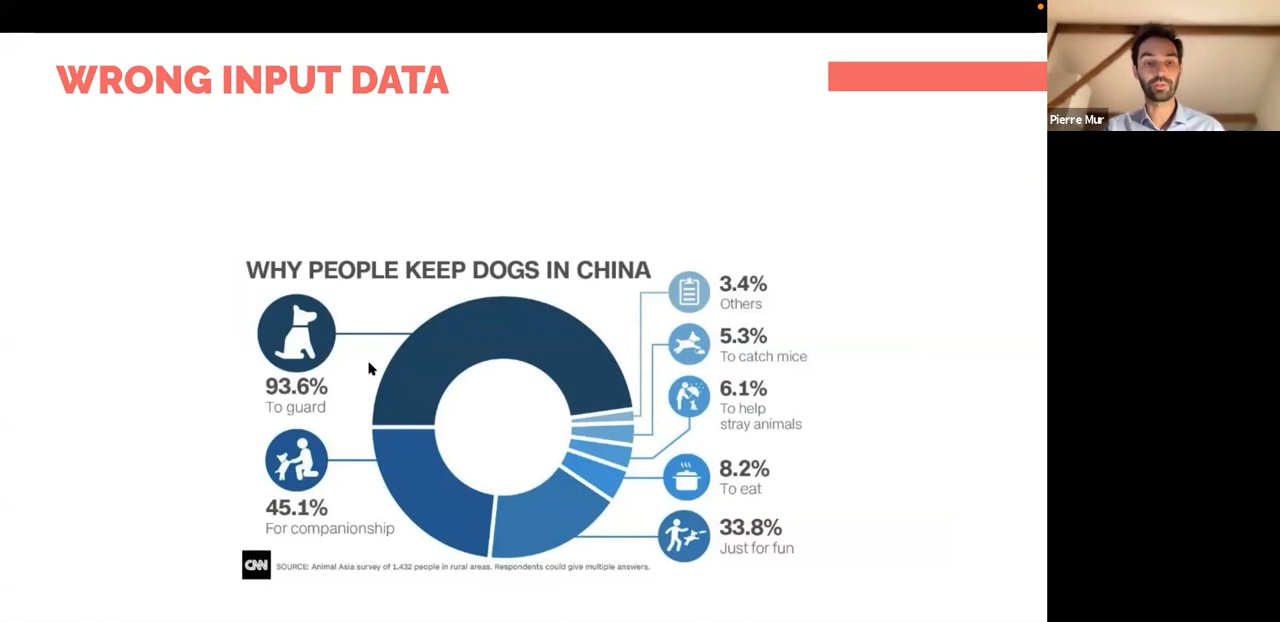 WRONG INPUT DATA
Pierre Mur
WHY PEOPLE KEEP DOGS IN CHINA
93.6%
To guard
45.1%
For companionship
3.4%
Others
5.3%
To catch mice
6.1%
To help
stray animals
8.2%
To eat
33.8%
Just for fun
CNN
SOURCE: Animal Asia survey of 1,432 people in rural areas. Respondents could give multiple answers.